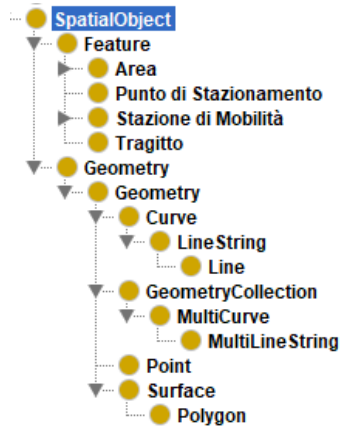 SpatialObject
Feature
Area
Punto di Stazionamento
Stazione di Mobilità
Tragitto
Geometry
Geometry
Curve
LineString
Line
GeometryCollection
MultiCurve
MultiLineString
Point
Surface
Polygon